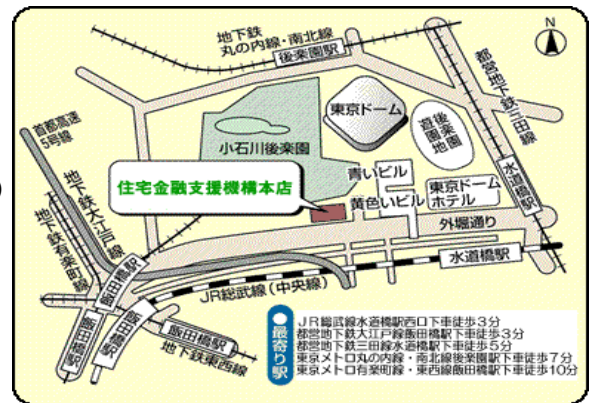 地下鉄
丸の内線・南北線
後楽園駅
N
都営地下鉄三田線
首都高速
5号線
東京ドーム
後楽園
遊園地
小石川後楽園
青いビル
住宅金融支援機構本店
黄色いビル
東京ドーム
ホテル
水道橋駅
地下鉄大江戸線
地下鉄有楽町線
外堀通り
水道橋駅
飯田橋駅
JR総武線(中央線)
飯田橋駅
飯田橋駅
飯田橋駅
地下鉄東西線
●最寄り駅
JR総武線水道橋駅西口下車徒歩3分
都営地下鉄大江戸線飯田橋駅下車徒歩3分
都営地下鉄三田線水道橋駅下車徒歩5分
東京メトロ丸の内線・南北線後楽園駅下車徒歩7分
東京メトロ有楽町線・東西線飯田橋駅下車徒歩10分